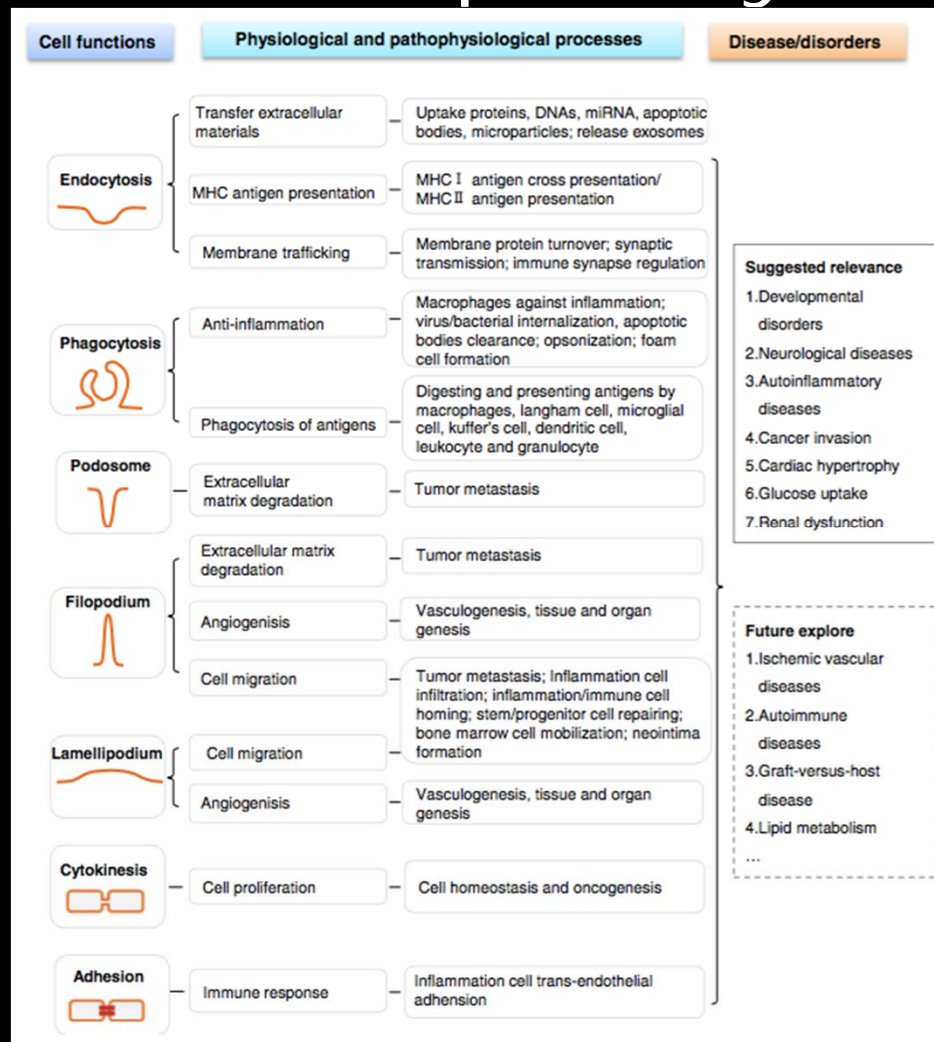 Cell functions
Physiological and pathophysiological processes
Disease/disorders
Endocytosis
Transfer extracellular
materials
Uptake proteins, DNAs, miRNA, apoptotic
bodies, microparticles; release exosomes
MHC antigen presentation
MHC I antigen cross presentation/
MHC II antigen presentation
Membrane trafficking
Membrane protein turnover; synaptic
transmission; immune synapse regulation
Phagocytosis
Anti-inflammation
Macrophages against inflammation;
virus/bacterial internalization, apoptotic
bodies clearance; opsonization; foam
cell formation
Phagocytosis of antigens
Digesting and presenting antigens by
macrophages, langham cell, microglial
cell, kuffer's cell, dendritic cell,
leukocyte and granulocyte
Podosome
Extracellular
matrix degradation
Tumor metastasis
Filopodium
Extracellular matrix
degradation
Tumor metastasis
Angiogenisis
Vasculogenesis, tissue and organ
genesis
Cell migration
Tumor metastasis; Inflammation cell
infiltration; inflammation/immune cell
homing; stem/progenitor cell repairing;
bone marrow cell mobilization; neointima
formation
Lamellipodium
Cell migration
Angiogenisis
Vasculogenesis, tissue and organ
genesis
Cytokinesis
Cell proliferation
Cell homeostasis and oncogenesis
Adhesion
Immune response
Inflammation cell trans-endothelial
adhension
Suggested relevance
1.Developmental
disorders
2.Neurological diseases
3.Autoinflammatory
diseases
4.Cancer invasion
5.Cardiac hypertrophy
6.Glucose uptake
7.Renal dysfunction
Future explore
1.Ischemic vascular
diseases
2.Autoimmune
diseases
3.Graft-versus-host
disease
4.Lipid metabolism
...